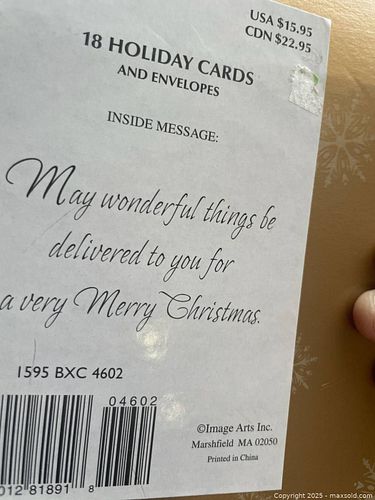 USA $15.95
CDN $22.95
18 HOLIDAY CARDS
AND ENVELOPES
INSIDE MESSAGE:
May wonderful things be
delivered to you for
a very Merry Christmas.
1595 BXC 4602
04602
012 81891 8
©Image Arts Inc.
Marshfield MA 02050
Printed in China
Copyright 2025 - maxsold.com